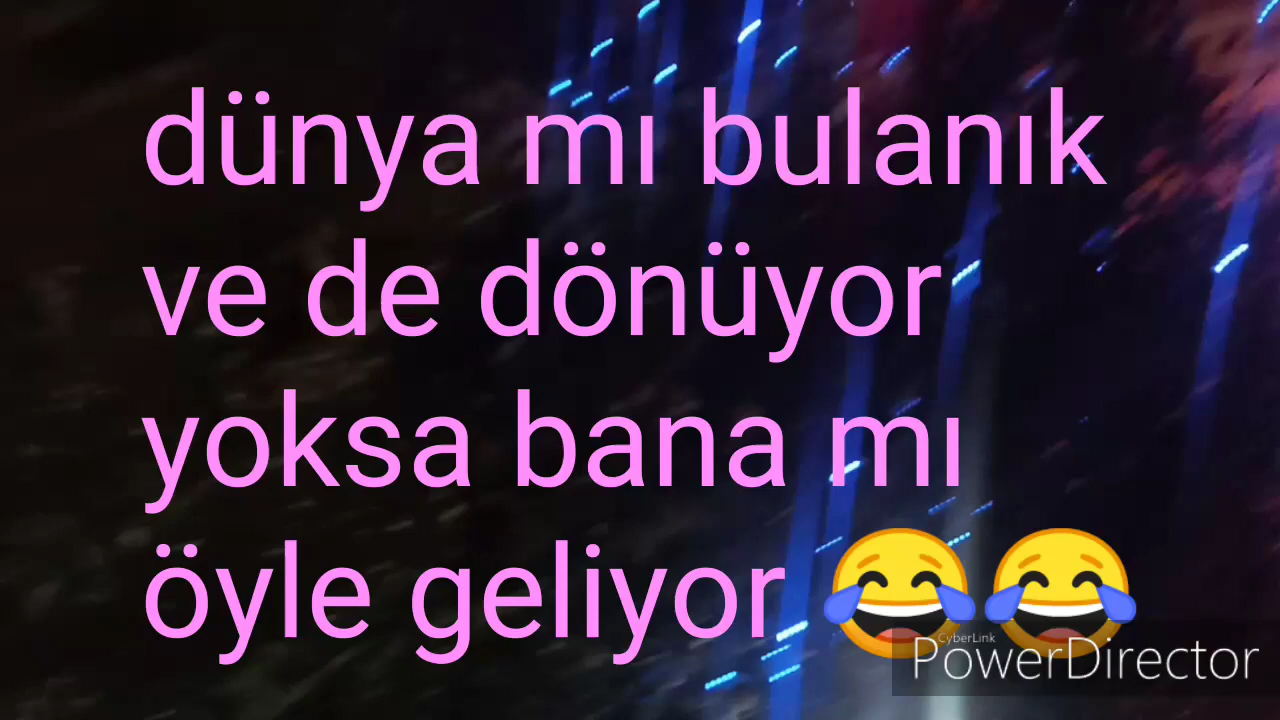 dünya mı bulanık
ve de dönüyor
yoksa bana mı
öyle geliyor 😂😂
CyberLink
PowerDirector